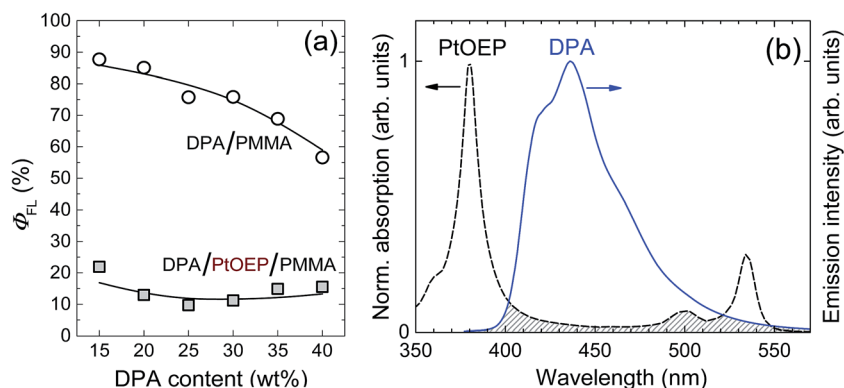 (a)
100
90
80
70
60
50
40
30
20
10
0
Φ_FL (%)
DPA/PMMA
DPA/PtOEP/PMMA
15 20 25 30 35 40
DPA content (wt%)
(b)
PtOEP DPA
1
0
Norm. absorption (arb. units)
Emission intensity (arb. units)
350 400 450 500 550
Wavelength (nm)